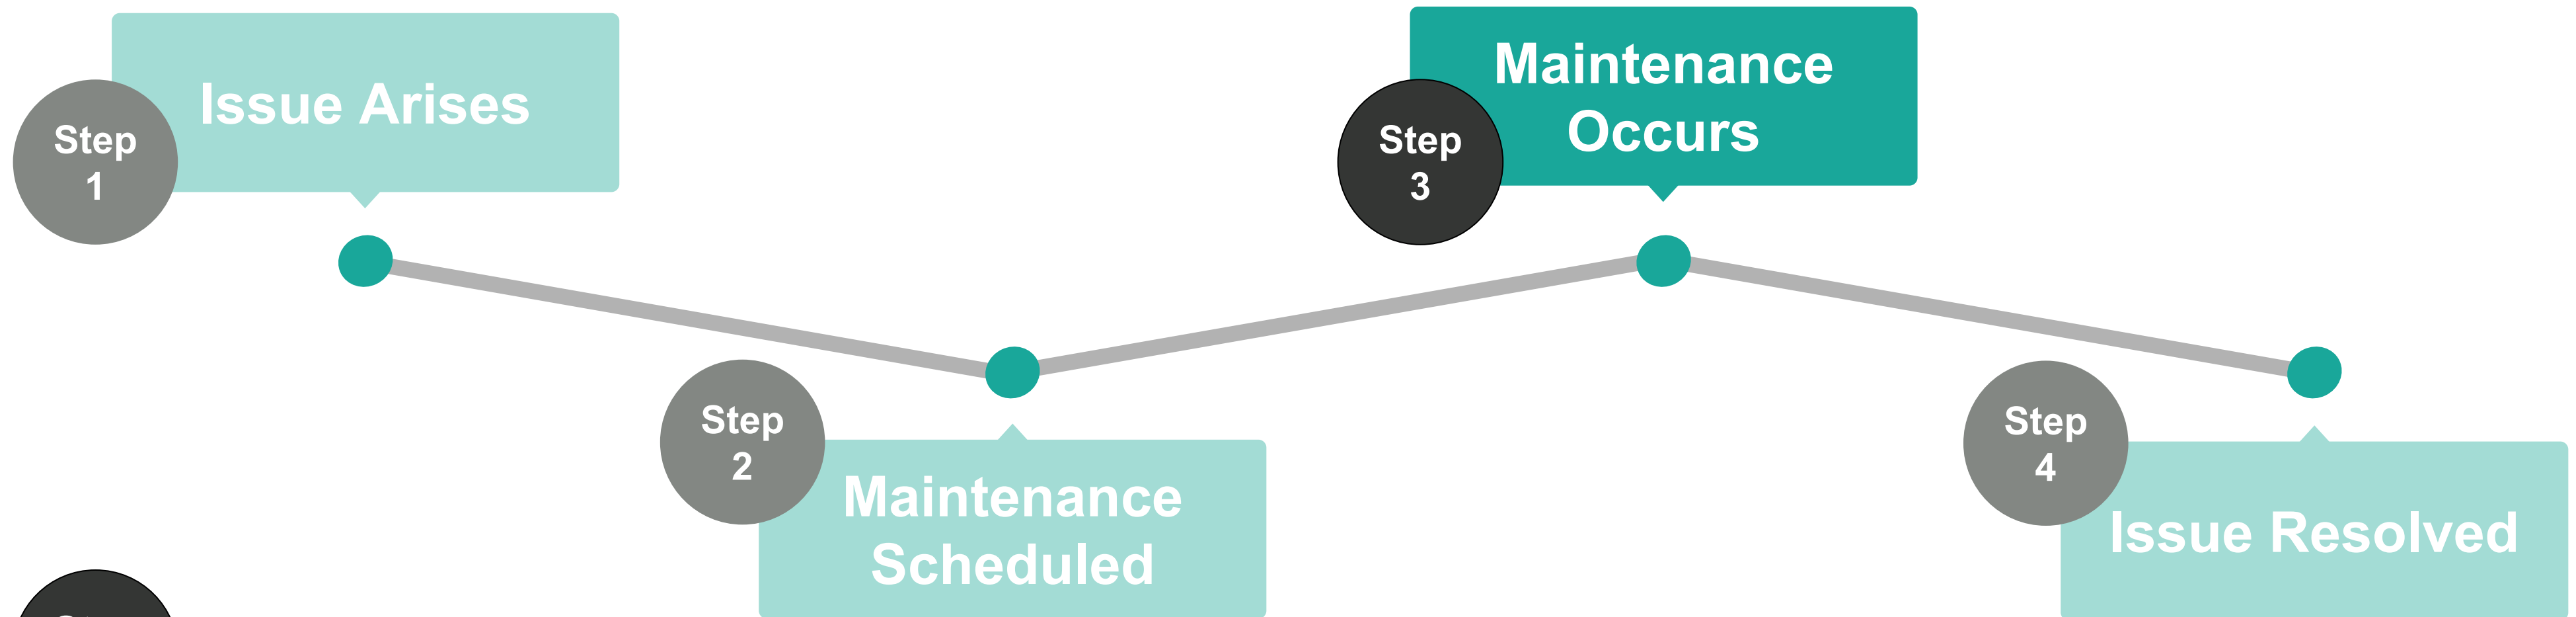 Step
1
Issue Arises
Step
2
Maintenance
Scheduled
Step
3
Maintenance
Occurs
Step
4
Issue Resolved